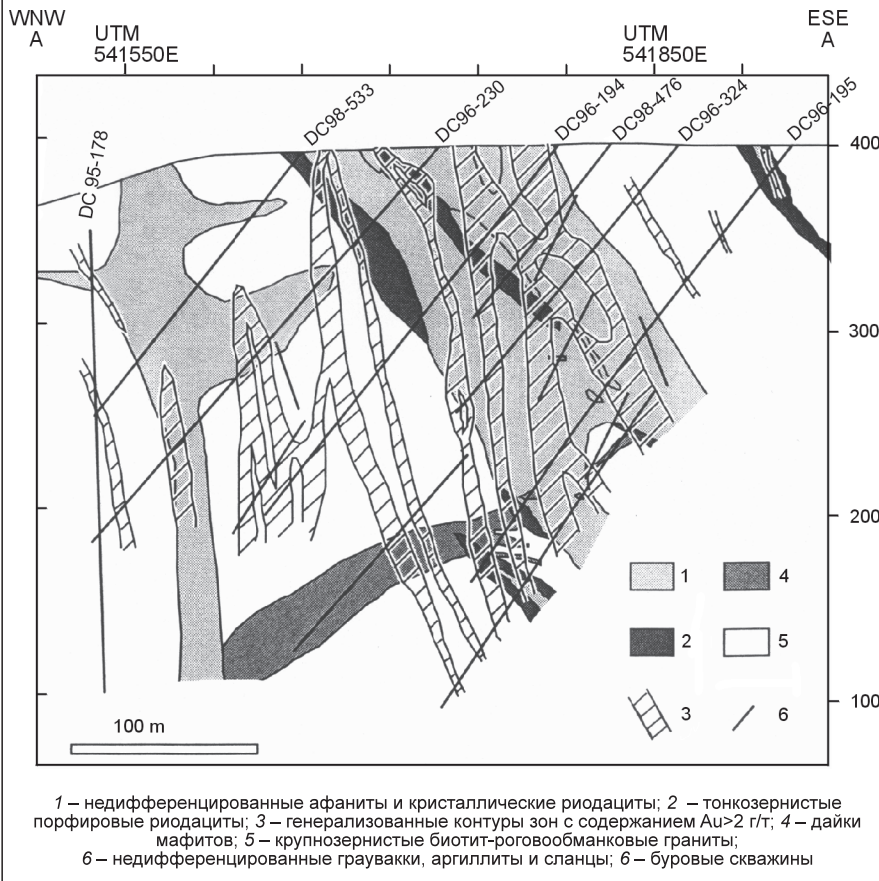 WNW
ESE
A
A
UTM
541550E
UTM
541850E
DC 95-178
DC98-533
DC96-230
DC96-194
DC98-476
DC96-324
DC96-195
400
300
200
100
1
4
2
5
3
6
100 m
1 – недифференцированные афаниты и кристаллические риодациты; 2 – тонкозернистые
порфировые риодациты; 3 – генерализованные контуры зон с содержанием Au>2 г/т; 4 – дайки
мафитов; 5 – крупнозернистые биотит-роговообманковые граниты;
6 – недифференцированные граувакки, аргиллиты и сланцы; 6 – буровые скважины